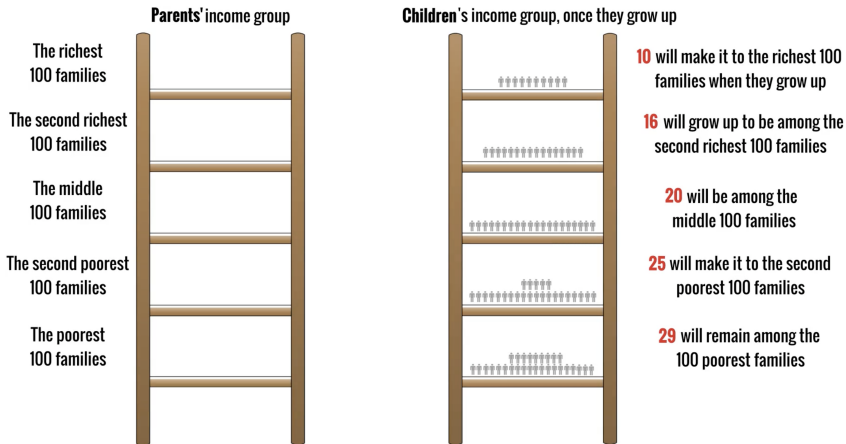 Parents' income group
The richest
100 families
The second richest
100 families
The middle
100 families
The second poorest
100 families
The poorest
100 families
Children's income group, once they grow up
10 will make it to the richest 100
families when they grow up
16 will grow up to be among the
second richest 100 families
20 will be among the
middle 100 families
25 will make it to the second
poorest 100 families
29 will remain among the
100 poorest families